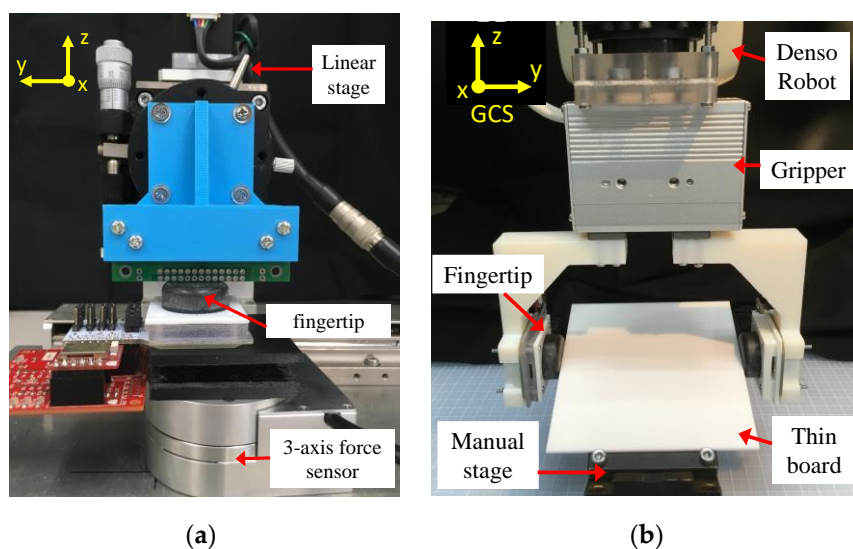 z
y
x
Linear
stage
fingertip
3-axis force
sensor
(a)
z
y
x
GCS
Denso
Robot
Gripper
Fingertip
Manual
stage
Thin
board
(b)